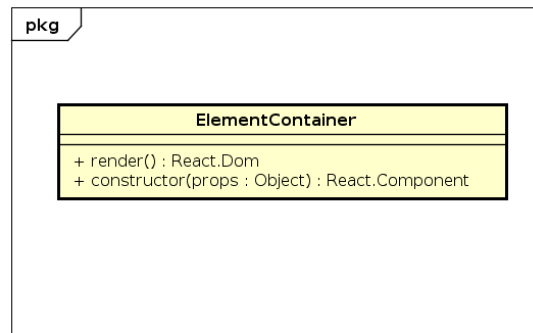 pkg
ElementContainer
+ render() : React.Dom
+ constructor(props : Object) : React.Component